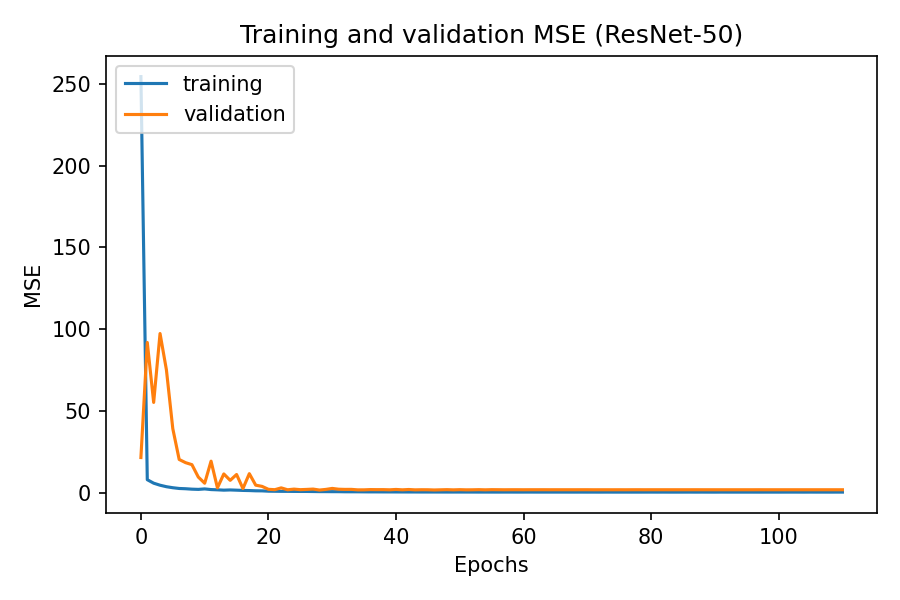 Training and validation MSE (ResNet-50)
training
validation
250
200
150
100
50
0
MSE
0 20 40 60 80 100
Epochs